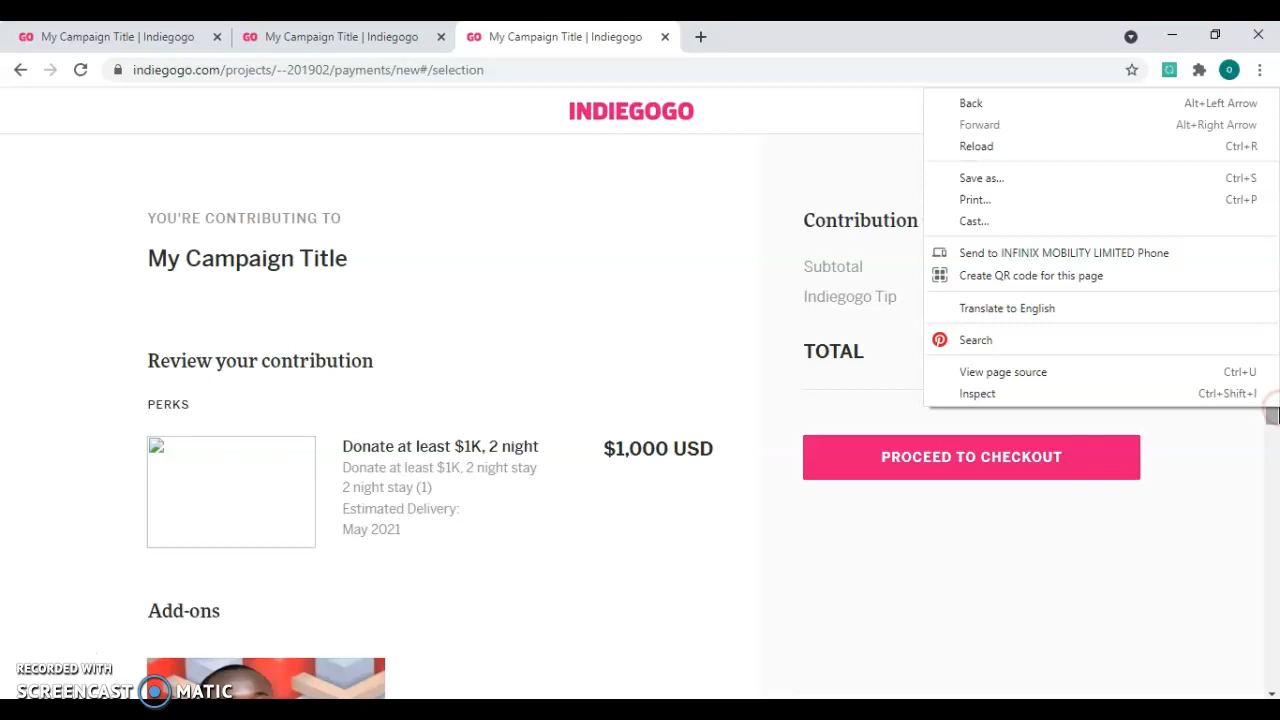 GO My Campaign Title | Indiegogo
GO My Campaign Title | Indiegogo
GO My Campaign Title | Indiegogo
indiegogo.com/projects/--201902/payments/new#/selection
O
INDIEGOGO
YOU'RE CONTRIBUTING TO
My Campaign Title
Review your contribution
PERKS
Donate at least $1K, 2 night
$1,000 USD
Donate at least $1K, 2 night stay
2 night stay (1)
Estimated Delivery:
May 2021
Add-ons
Contribution
Subtotal
Indiegogo Tip
TOTAL
PROCEED TO CHECKOUT
Back Alt+Left Arrow
Forward Alt+Right Arrow
Reload Ctrl+R
Save as... Ctrl+S
Print... Ctrl+P
Cast...
Send to INFINIX MOBILITY LIMITED Phone
Create QR code for this page
Translate to English
Search
View page source Ctrl+U
Inspect Ctrl+Shift+I
RECORDED WITH
SCREENCAST MATIC